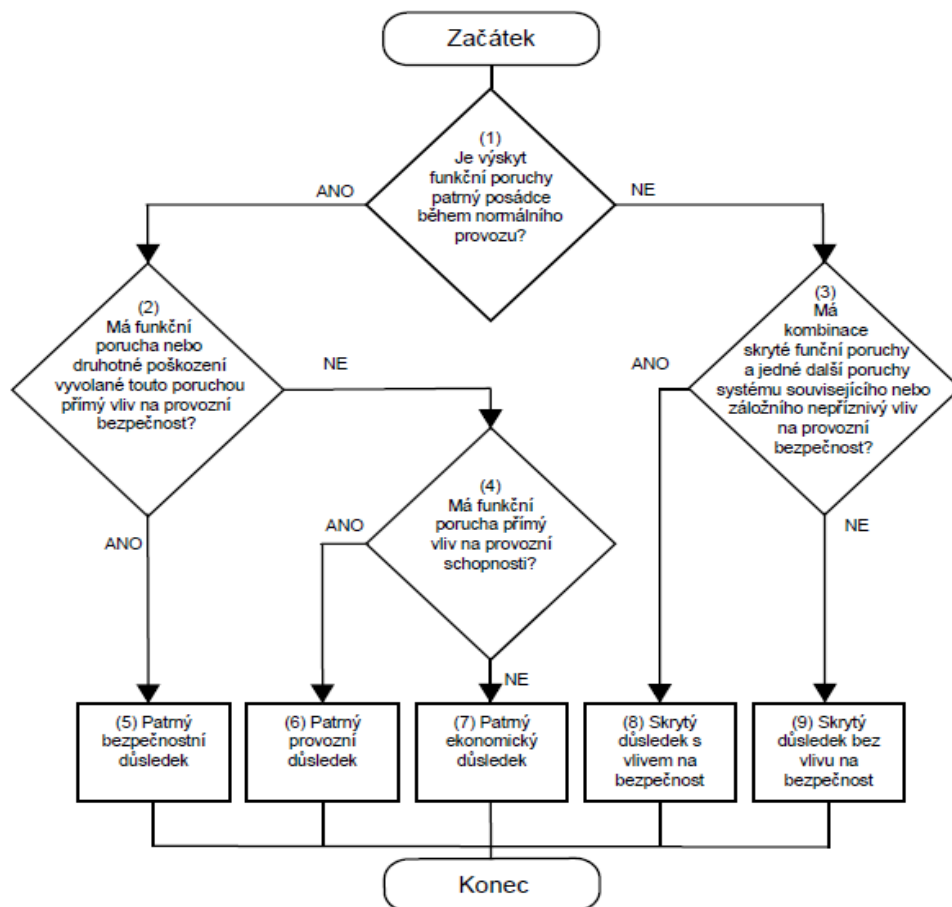 Začátek
(1)
Je výskyt
funkční poruchy
patrný posádce
během normálního
provozu?
ANO
NE
(2)
Má funkční
porucha nebo
druhotné poškození
vyvolané touto poruchou
přímý vliv na provozní
bezpečnost?
NE
ANO
(3)
Má
kombinace
skryté funční poruchy
a jedné další poruchy
systému souvisejícího nebo
záložního nepříznivý vliv
na provozní
bezpečnost?
ANO
NE
(4)
Má funkční
porucha přímý
vliv na provozní
schopnosti?
ANO
NE
(5) Patrný
bezpečnostní
důsledek
(6) Patrný
provozní
důsledek
(7) Patrný
ekonomický
důsledek
(8) Skrytý
důsledek s
vlivem na
bezpečnost
(9) Skrytý
důsledek bez
vlivu na
bezpečnost
Konec